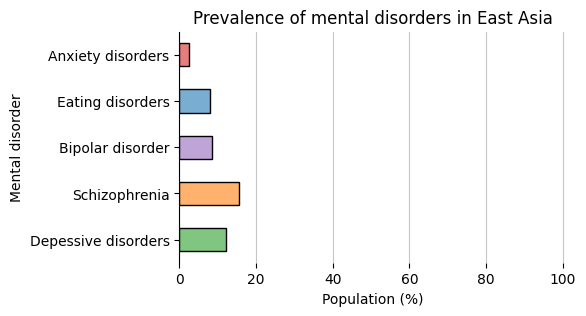 Prevalence of mental disorders in East Asia
Mental disorder
Anxiety disorders
Eating disorders
Bipolar disorder
Schizophrenia
Depessive disorders
0 20 40 60 80 100
Population (%)